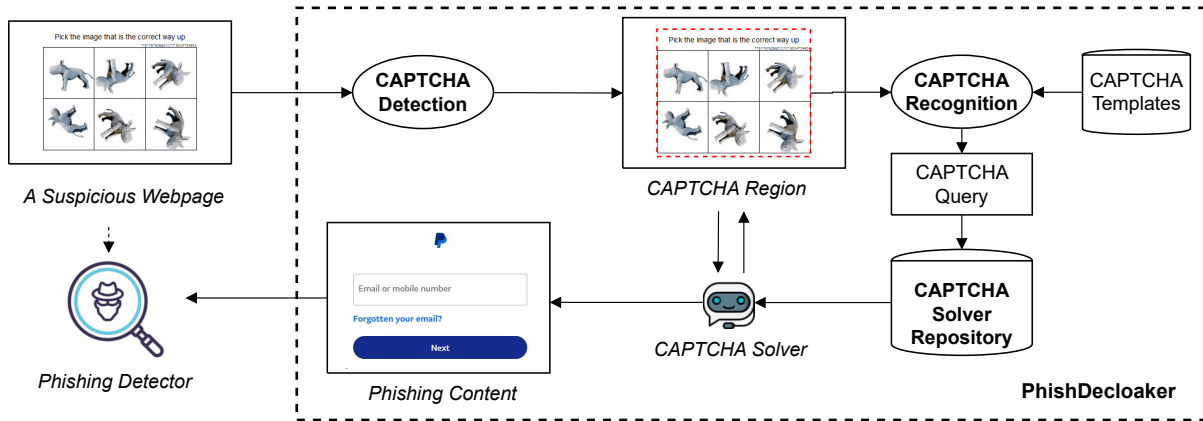 Pick the image that is the correct way up
A Suspicious Webpage
CAPTCHA
Detection
Pick the image that is the correct way up
CAPTCHA Region
CAPTCHA
Recognition
CAPTCHA
Templates
CAPTCHA
Query
CAPTCHA
Solver
Repository
CAPTCHA Solver
Email or mobile number
Forgotten your email?
Next
Phishing Content
Phishing Detector
PhishDecloaker